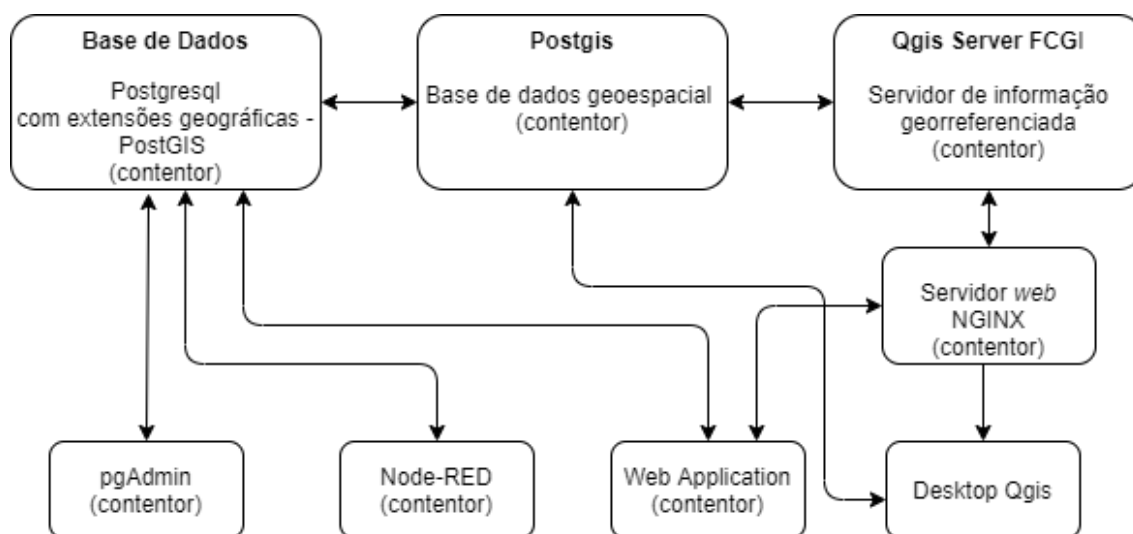 Base de Dados
Postgresql
com extensões geográficas -
PostGIS
(contentor)
Postgis
Base de dados geoespacial
(contentor)
Qgis Server FCGI
Servidor de informação
georreferenciada
(contentor)
Servidor web
NGINX
(contentor)
pgAdmin
(contentor)
Node-RED
(contentor)
Web Application
(contentor)
Desktop Qgis